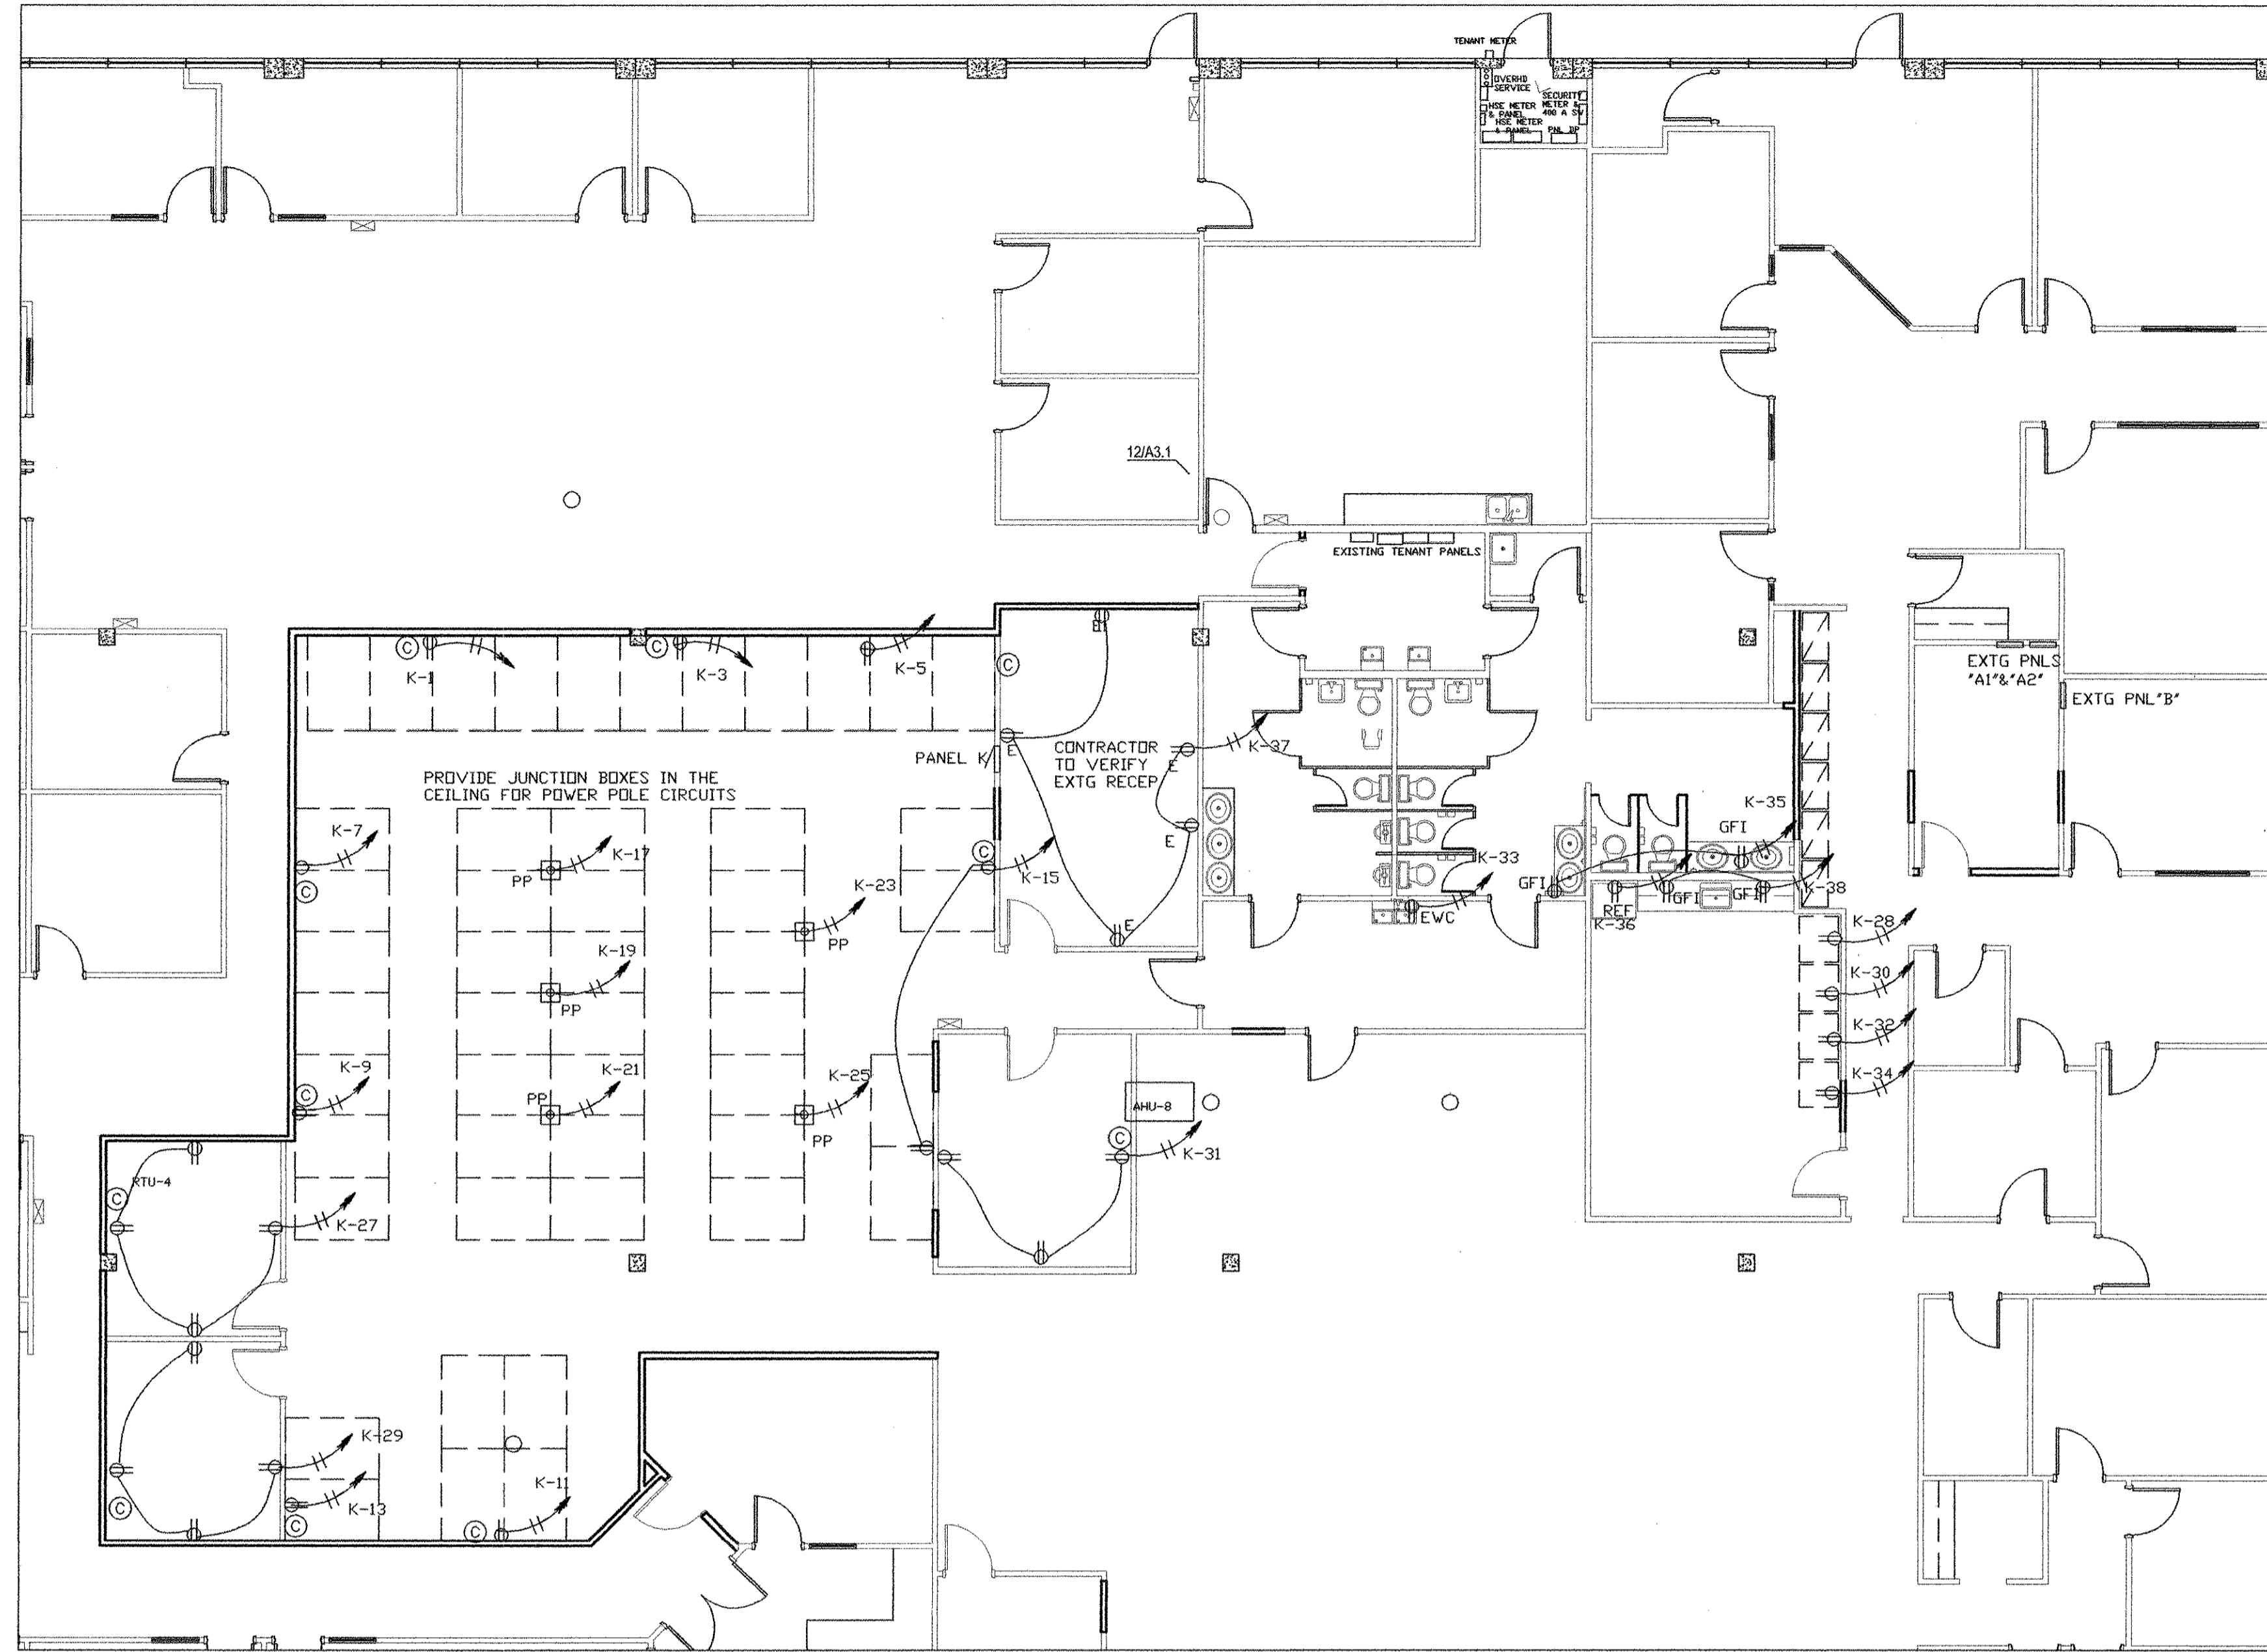 TENANT METER
OVERHD
SERVICE
SECURITY
METER &
400 A SW
HSE METER
& PANEL
HSE METER
& PANEL
PNL DP
12/A3.1
EXISTING TENANT PANELS
C
K-1
C
K-3
K-5
C
E
EXTG PNLS
"A1"&"A2"
EXTG PNL"B"
PANEL K
E
CONTRACTOR
TO VERIFY
EXTG RECEP
E
K-37
PROVIDE JUNCTION BOXES IN THE
CEILING FOR POWER POLE CIRCUITS
K-7
C
K-17
PP
K-23
PP
C
K-15
E
E
K-33
EWC
GFI
K-35
GFI
REF
K-36
GFI
GFI
K-38
K-28
K-30
K-32
K-34
K-19
PP
K-9
C
K-21
PP
K-25
PP
AHU-8
C
K-31
RTU-4
C
K-27
K-29
C
K-13
C
K-11
C